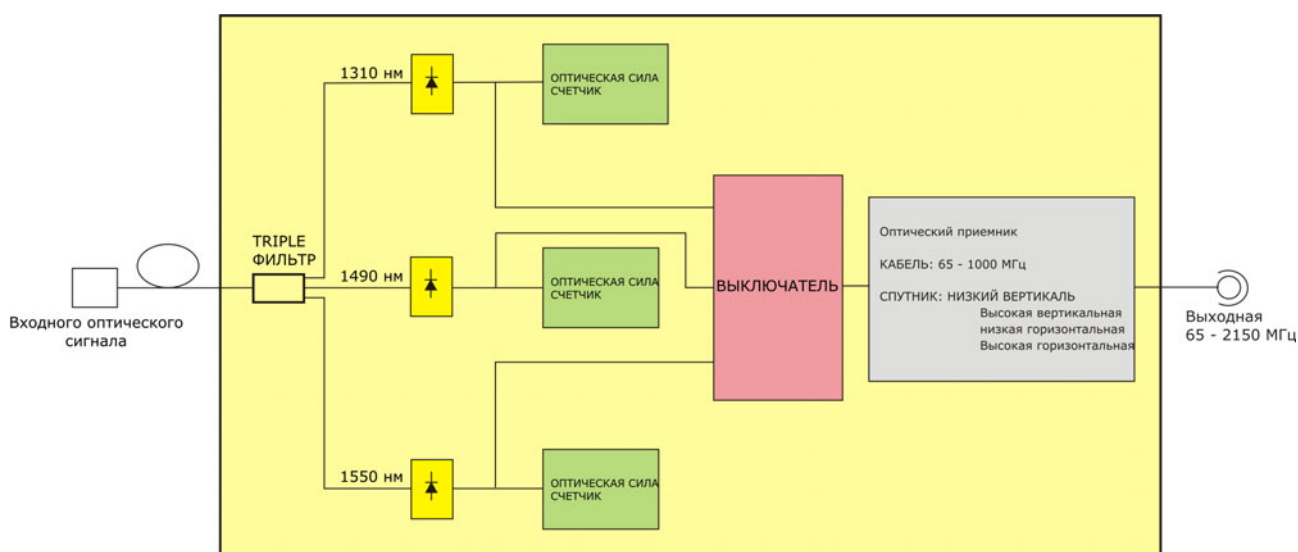 1310 нм
ОПТИЧЕСКАЯ СИЛА
СЧЕТЧИК
TRIPLE
ФИЛЬТР
1490 нм
ОПТИЧЕСКАЯ СИЛА
СЧЕТЧИК
ВЫКЛЮЧАТЕЛЬ
Оптический приемник
КАБЕЛЬ: 65 - 1000 МГц
СПУТНИК: НИЗКИЙ ВЕРТИКАЛЬ
Высокая вертикальная
низкая горизонтальная
Высокая горизонтальная
Входного оптического
сигнала
Выходная
65 - 2150 МГц
1550 нм
ОПТИЧЕСКАЯ СИЛА
СЧЕТЧИК